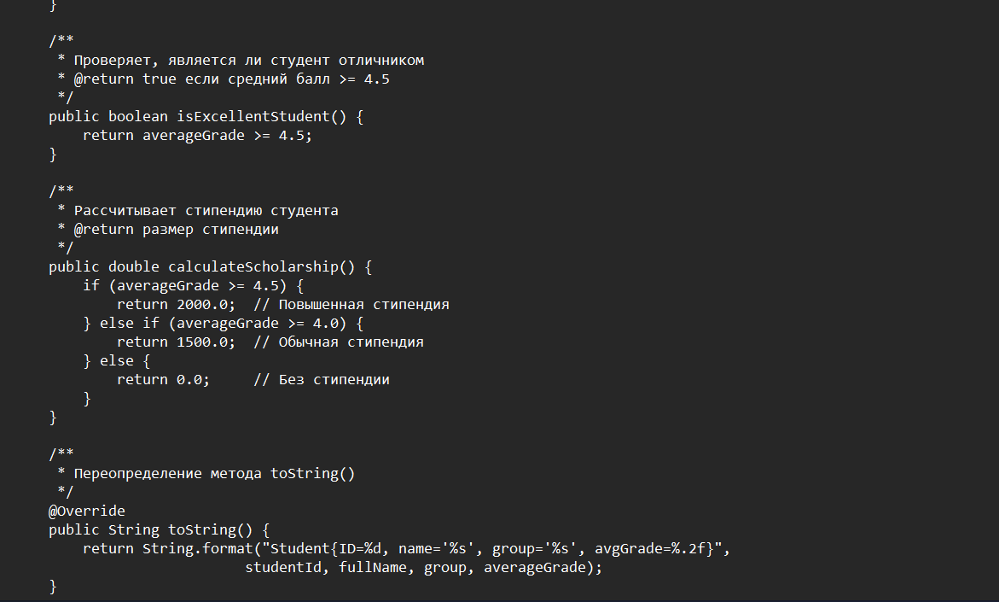 }

/**
 * Проверяет, является ли студент отличником
 * @return true если средний балл >= 4.5
 */
public boolean isExcellentStudent() {
    return averageGrade >= 4.5;
}

/**
 * Рассчитывает стипендию студента
 * @return размер стипендии
 */
public double calculateScholarship() {
    if (averageGrade >= 4.5) {
        return 2000.0;  // Повышенная стипендия
    } else if (averageGrade >= 4.0) {
        return 1500.0;  // Обычная стипендия
    } else {
        return 0.0;     // Без стипендии
    }
}

/**
 * Переопределение метода toString()
 */
@Override
public String toString() {
    return String.format("Student{ID=%d, name='%s', group='%s', avgGrade=%.2f}",
                       studentId, fullName, group, averageGrade);
}